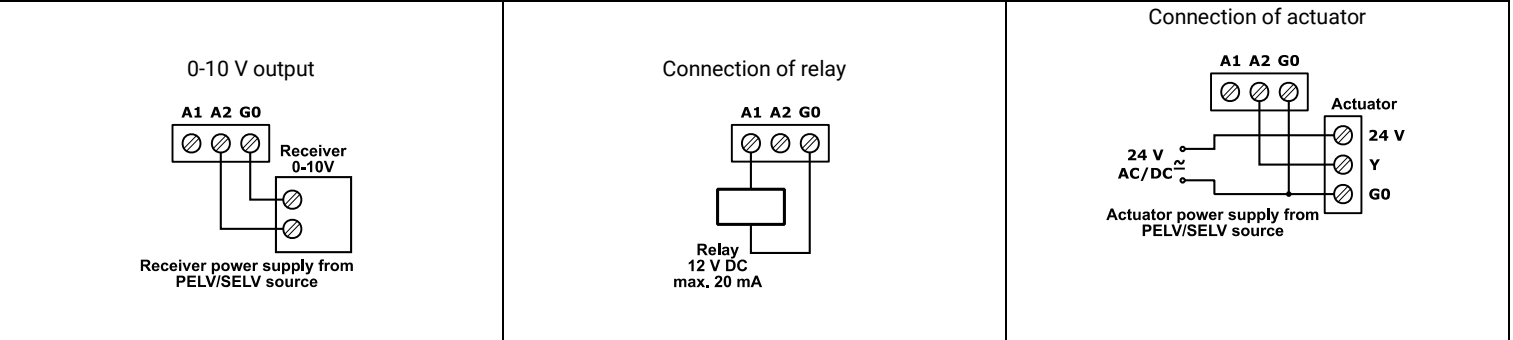 0-10 V output
A1 A2 G0
Receiver
0-10V
Receiver power supply from
PELV/SELV source
Connection of relay
A1 A2 G0
Relay
12 V DC
max. 20 mA
Connection of actuator
A1 A2 G0
Actuator
24 V
24 V
AC/DC ≂
Y
G0
Actuator power supply from
PELV/SELV source